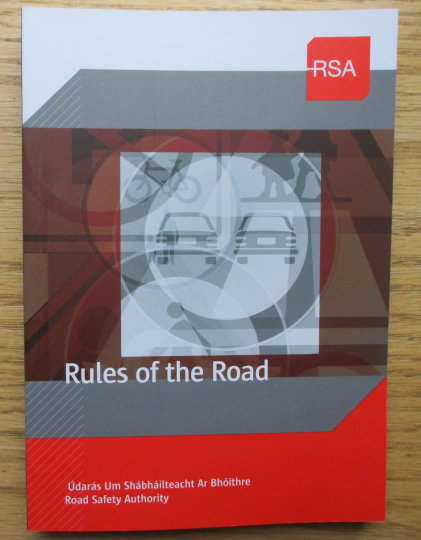 RSA
Rules of the Road
Údarás Um Shábháilteacht Ar Bhóithre
Road Safety Authority